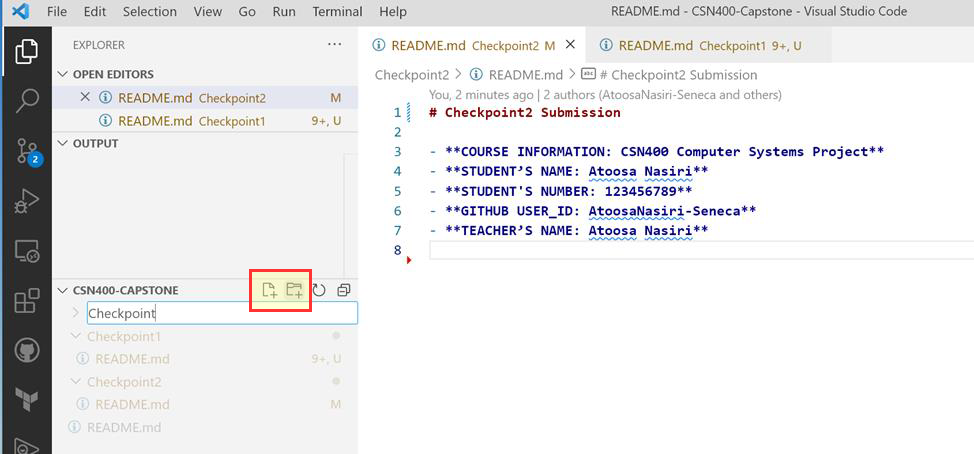 File Edit Selection View Go Run Terminal Help README.md - CSN400-Capstone - Visual Studio Code
EXPLORER ...
OPEN EDITORS
README.md Checkpoint2 M
README.md Checkpoint1 9+, U
OUTPUT
2
CSN400-CAPSTONE
Checkpoint
Checkpoint1
README.md 9+, U
Checkpoint2
README.md M
README.md
README.md Checkpoint2 M README.md Checkpoint1 9+, U
Checkpoint2 > README.md > abc # Checkpoint2 Submission
You, 2 minutes ago | 2 authors (AtoosaNasiri-Seneca and others)
1 # Checkpoint2 Submission
2
3 - **COURSE INFORMATION: CSN400 Computer Systems Project**
4 - **STUDENT’S NAME: Atoosa Nasiri**
5 - **STUDENT'S NUMBER: 123456789**
6 - **GITHUB USER_ID: AtoosaNasiri-Seneca**
7 - **TEACHER’S NAME: Atoosa Nasiri**
8